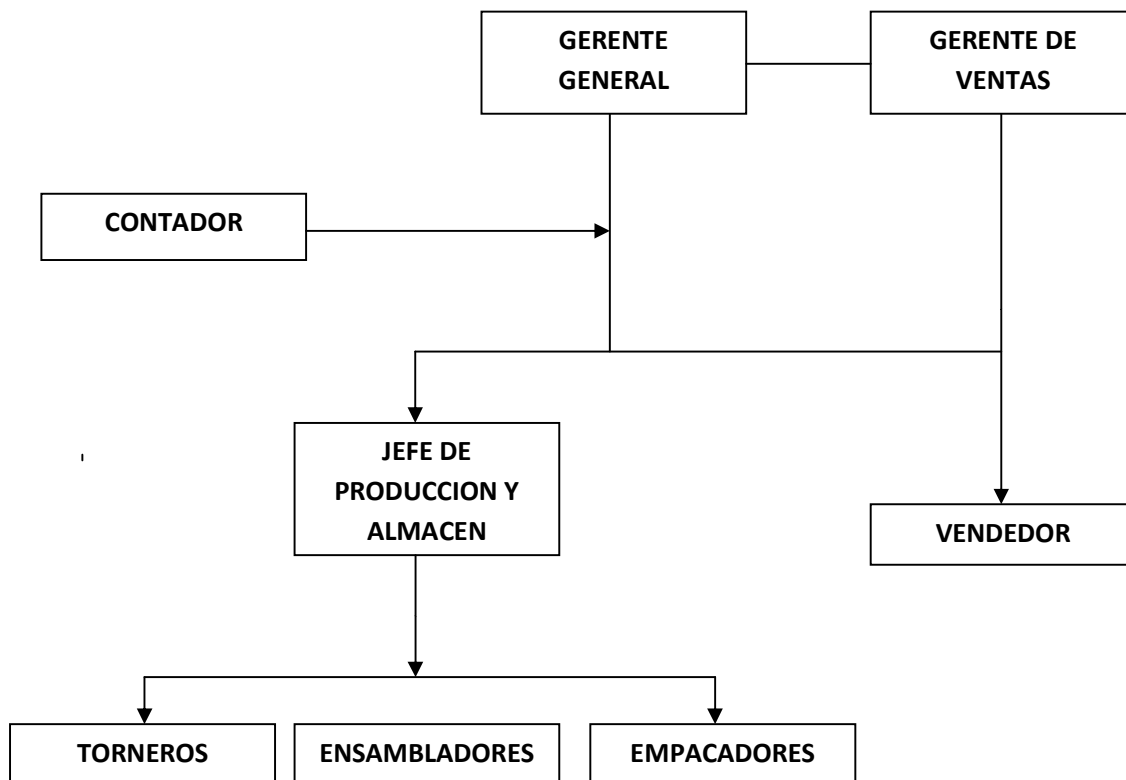 GERENTE
GENERAL
GERENTE DE
VENTAS
CONTADOR
JEFE DE
PRODUCCION Y
ALMACEN
VENDEDOR
TORNEROS
ENSAMBLADORES
EMPACADORES